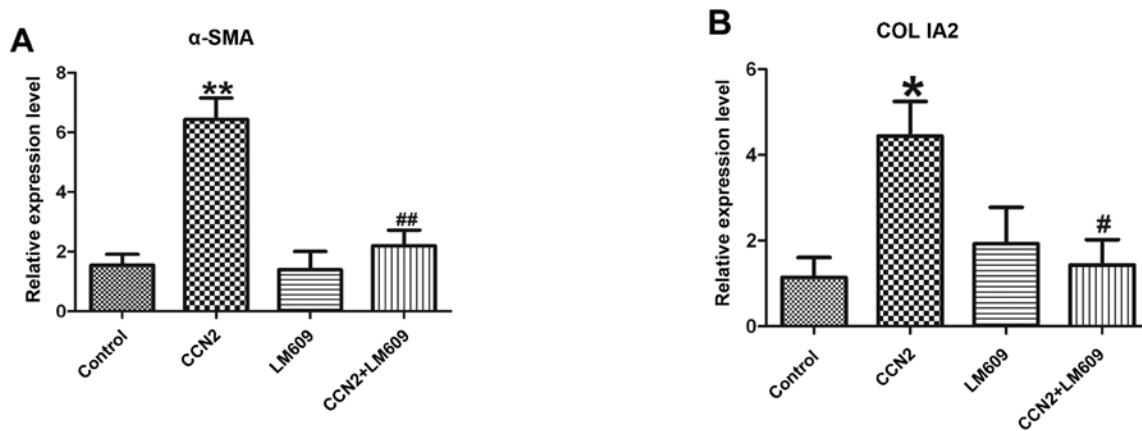 A
α-SMA
Relative expression level
8
6
4
2
0
**
##
Control
CCN2
LM609
CCN2+LM609
B
COL IA2
Relative expression level
6
4
2
0
*
#
Control
CCN2
LM609
CCN2+LM609